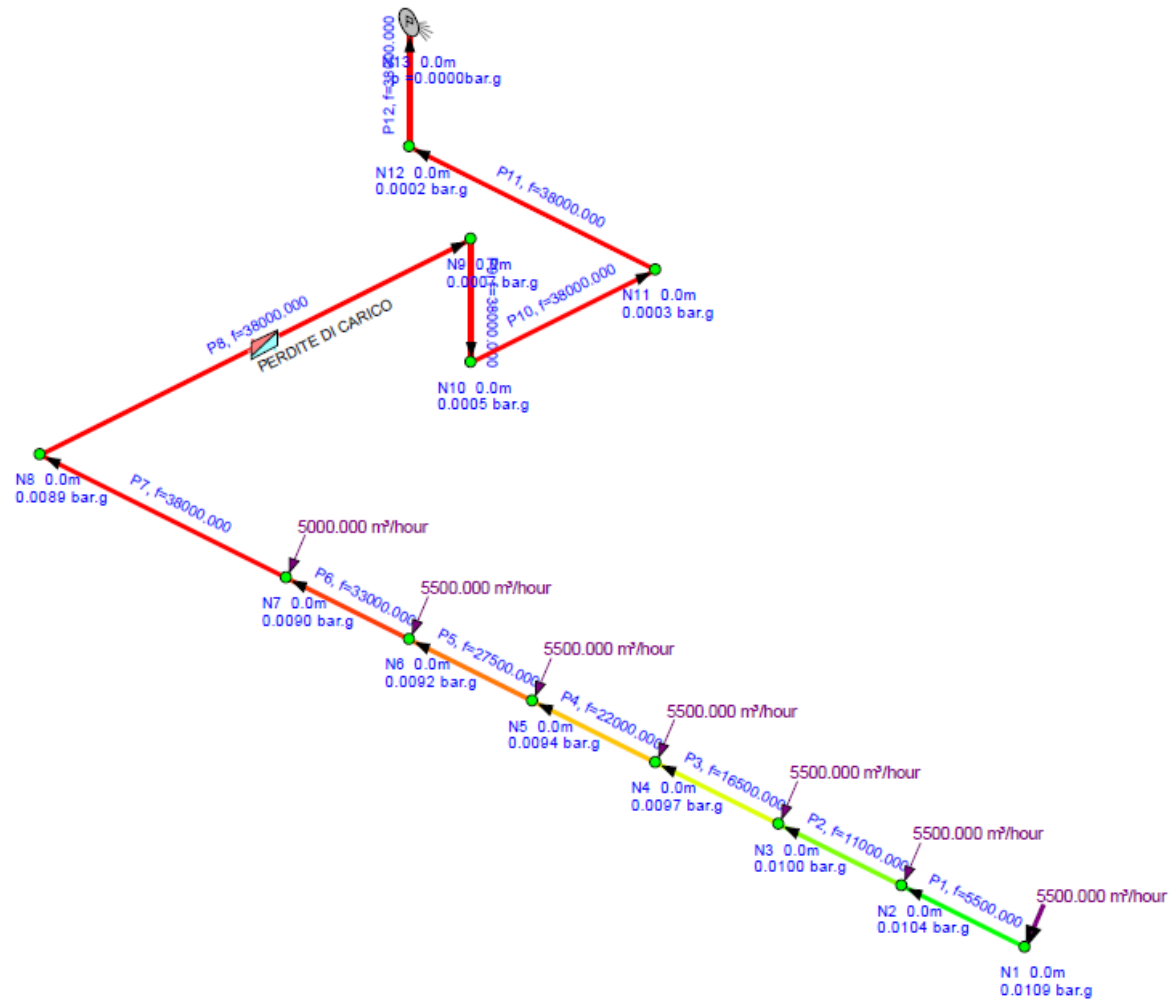 N13 0.0m
p =0.0000bar.g
P12, f=38000.000
N12 0.0m
0.0002 bar.g
P11, f=38000.000
N9 0.0m
0.0007 bar.g
P9, f=38000.000
P10, f=38000.000
N11 0.0m
0.0003 bar.g
P8, f=38000.000
PERDITE DI CARICO
N10 0.0m
0.0005 bar.g
N8 0.0m
0.0089 bar.g
P7, f=38000.000
5000.000 m³/hour
N7 0.0m
0.0090 bar.g
P6, f=33000.000
5500.000 m³/hour
N6 0.0m
0.0092 bar.g
P5, f=27500.000
5500.000 m³/hour
N5 0.0m
0.0094 bar.g
P4, f=22000.000
5500.000 m³/hour
N4 0.0m
0.0097 bar.g
P3, f=16500.000
5500.000 m³/hour
N3 0.0m
0.0100 bar.g
P2, f=11000.000
5500.000 m³/hour
N2 0.0m
0.0104 bar.g
P1, f=5500.000
5500.000 m³/hour
N1 0.0m
0.0109 bar.g